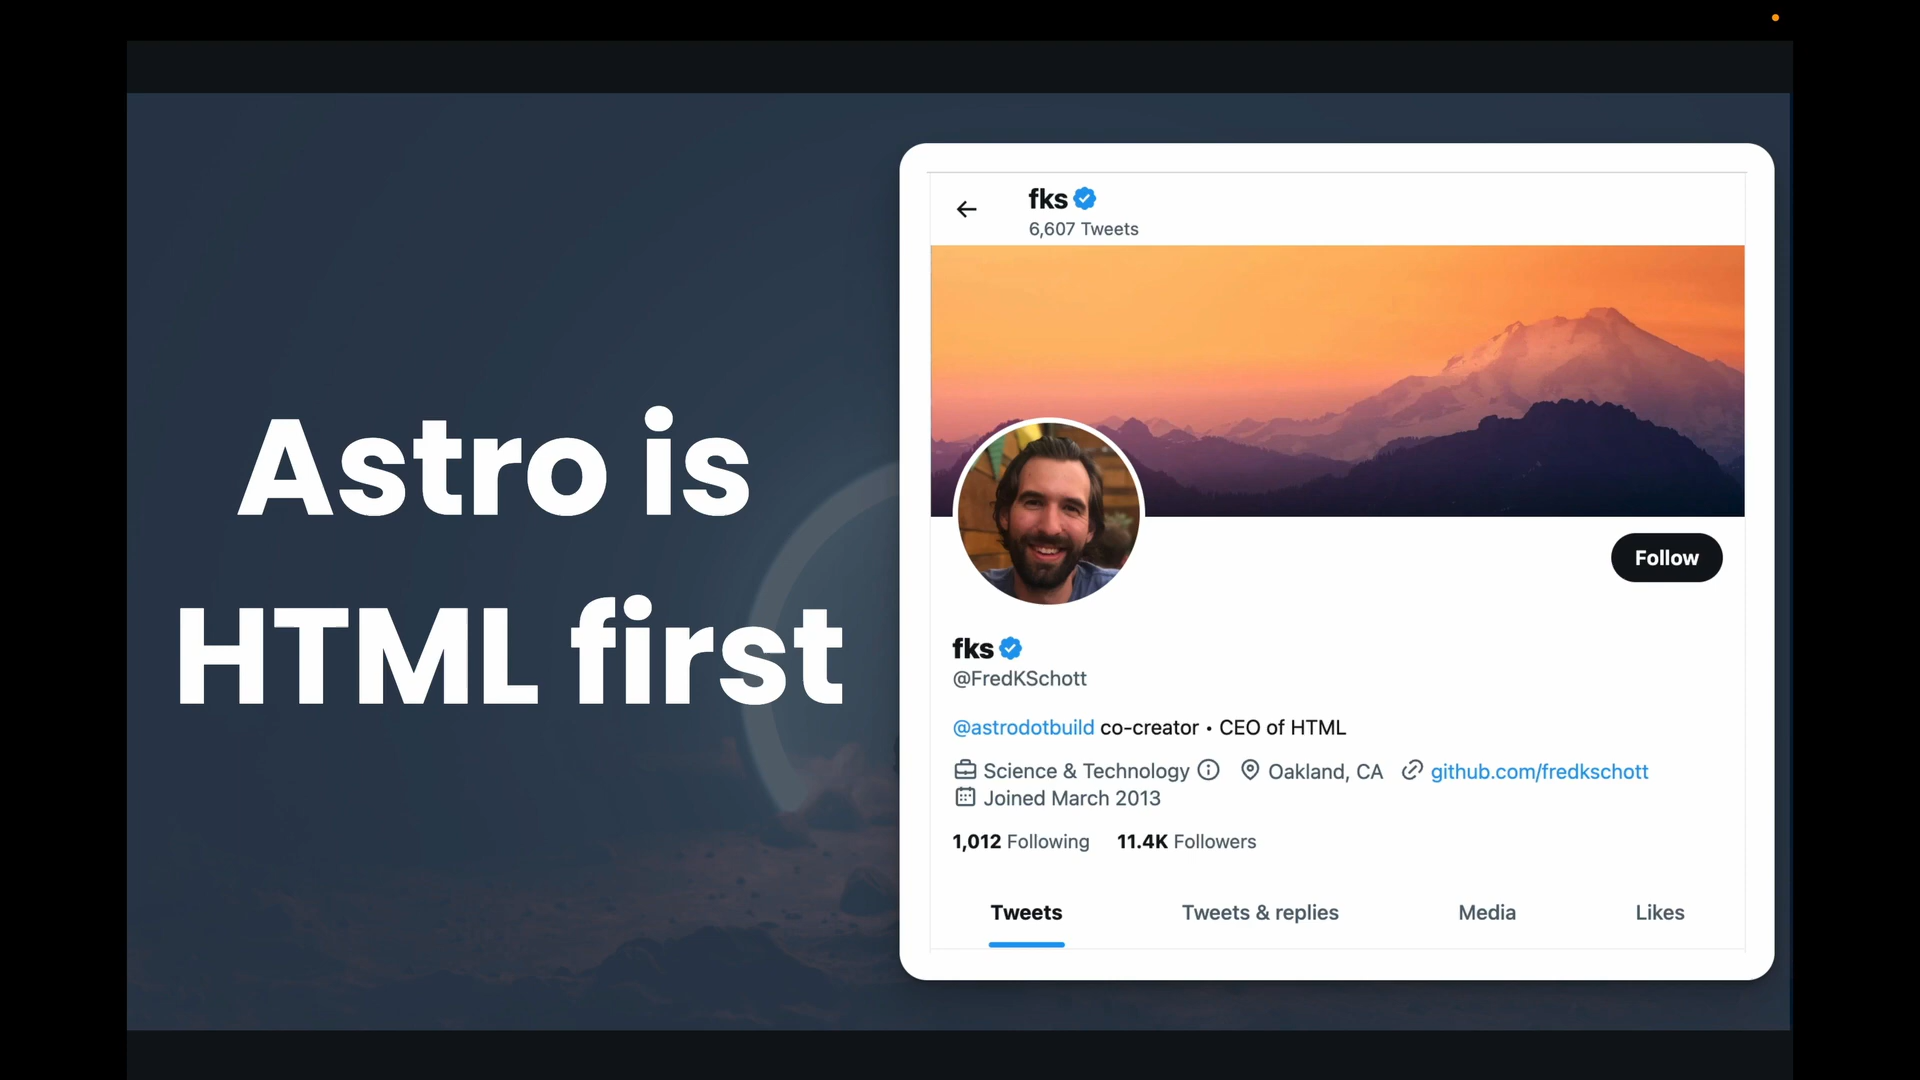 Astro is
HTML first
fks
6,607 Tweets
Follow
fks
@FredKSchott
@astrodotbuild co-creator • CEO of HTML
Science & Technology Oakland, CA github.com/fredkschott
Joined March 2013
1,012 Following 11.4K Followers
Tweets Tweets & replies Media Likes